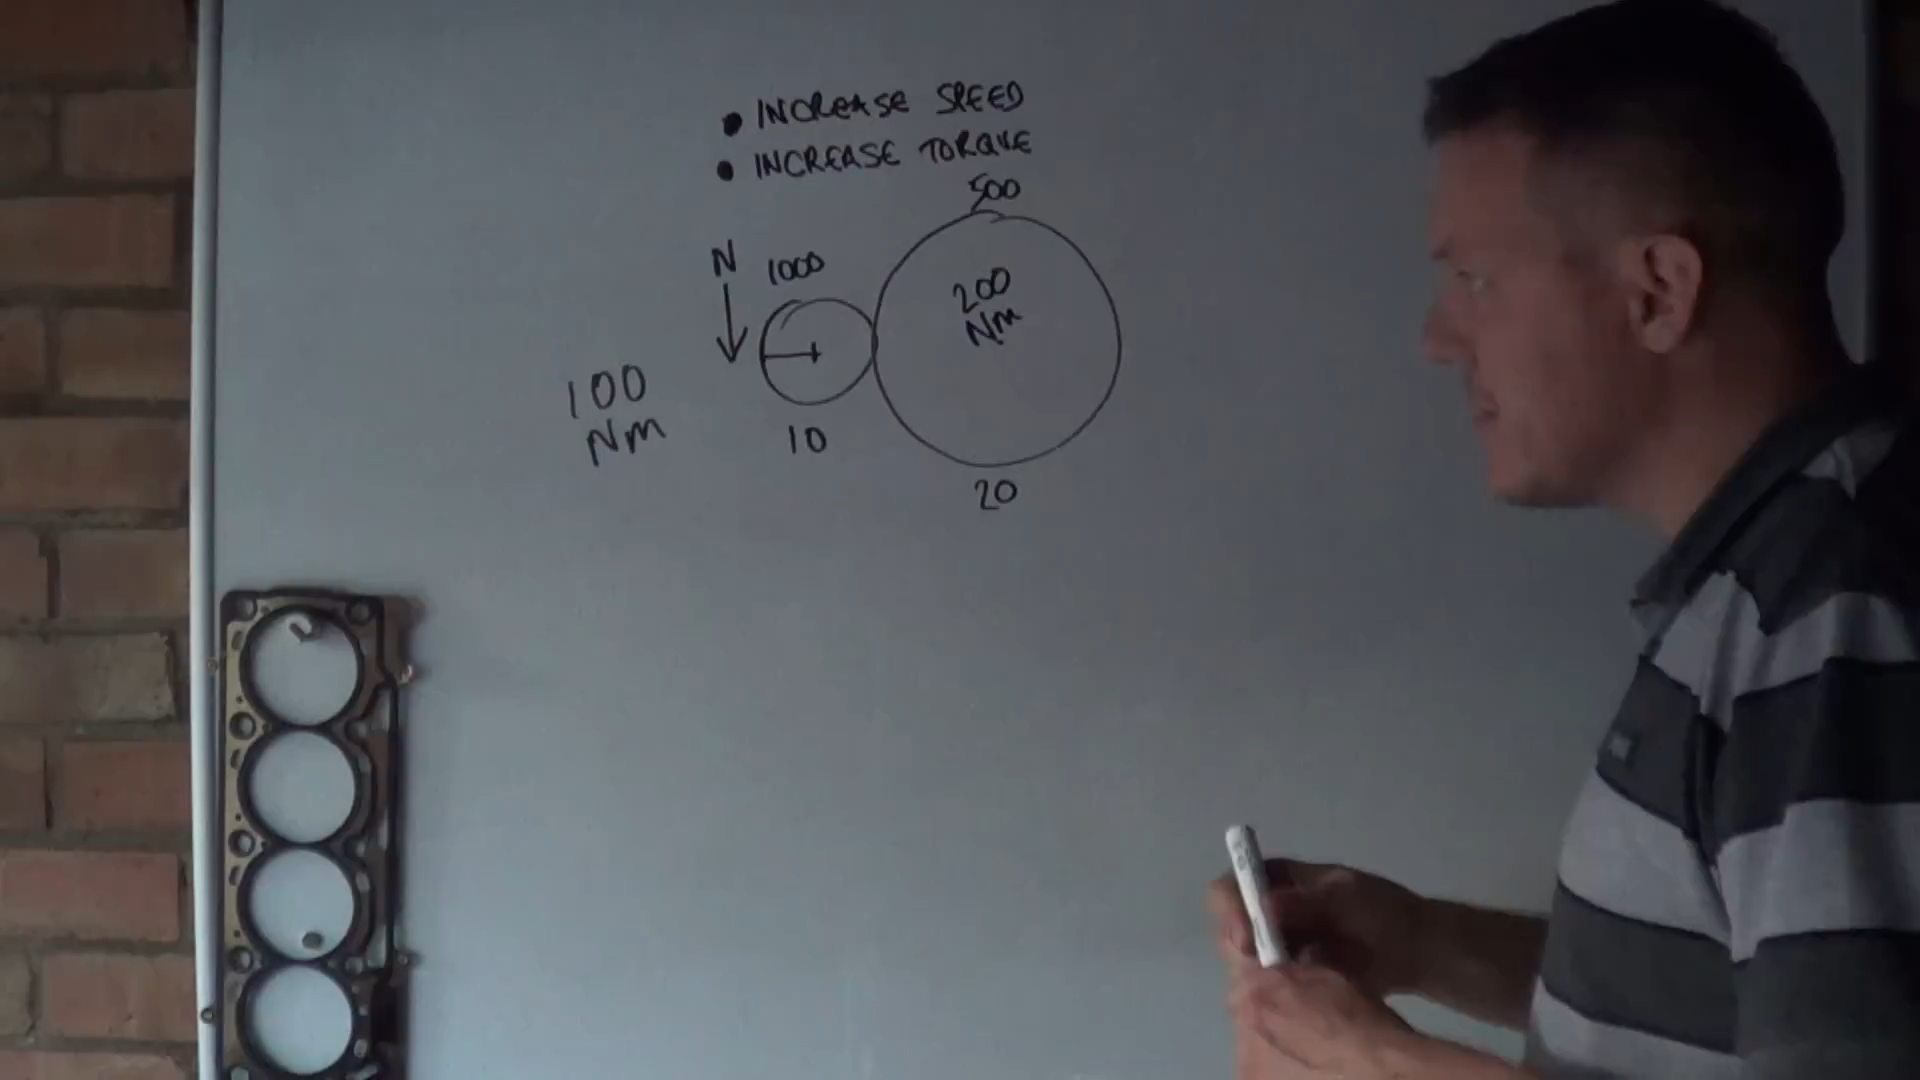 • INCREASE SPEED
• INCREASE TORQUE
500
N
1000
200
Nm
100
Nm
10
20